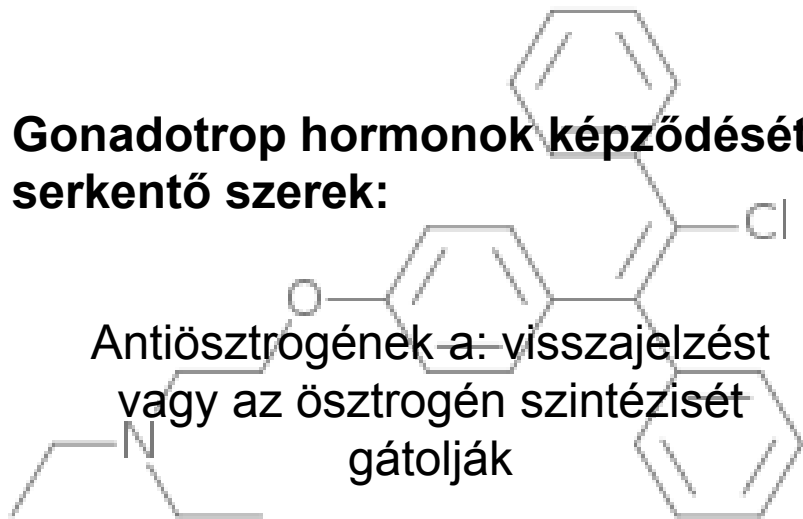 Gonadotrop hormonok képződését
serkentő szerek:
Cl
O
Antiösztrogének a: visszajelzést
vagy az ösztrogén szintézisét
N
gátolják